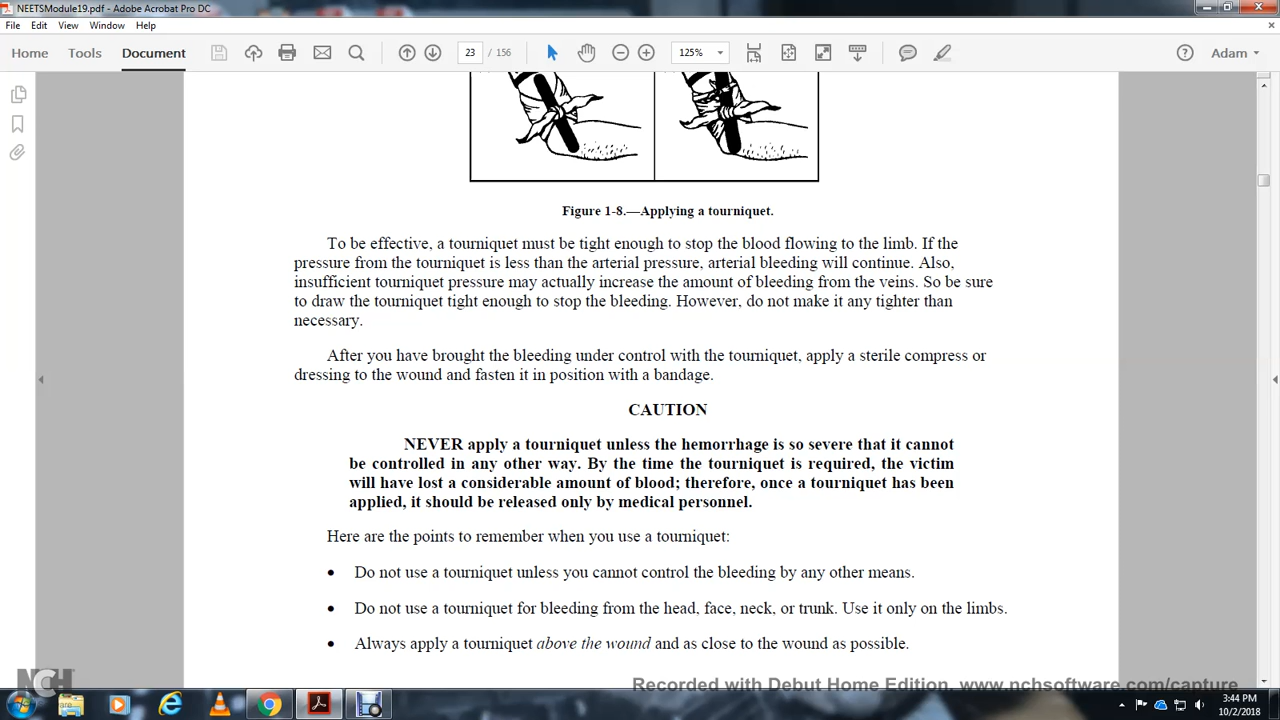 NEETSModule19.pdf - Adobe Acrobat Pro DC
File Edit View Window Help
Home Tools Document 23 / 156 125% Adam
Figure 1-8.—Applying a tourniquet.
To be effective, a tourniquet must be tight enough to stop the blood flowing to the limb. If the
pressure from the tourniquet is less than the arterial pressure, arterial bleeding will continue. Also,
insufficient tourniquet pressure may actually increase the amount of bleeding from the veins. So be sure
to draw the tourniquet tight enough to stop the bleeding. However, do not make it any tighter than
necessary.
After you have brought the bleeding under control with the tourniquet, apply a sterile compress or
dressing to the wound and fasten it in position with a bandage.
CAUTION
NEVER apply a tourniquet unless the hemorrhage is so severe that it cannot
be controlled in any other way. By the time the tourniquet is required, the victim
will have lost a considerable amount of blood; therefore, once a tourniquet has been
applied, it should be released only by medical personnel.
Here are the points to remember when you use a tourniquet:
• Do not use a tourniquet unless you cannot control the bleeding by any other means.
• Do not use a tourniquet for bleeding from the head, face, neck, or trunk. Use it only on the limbs.
• Always apply a tourniquet above the wound and as close to the wound as possible.
NCH
Recorded with Debut Home Edition. www.nchsoftware.com/capture
3:44 PM
10/2/2018